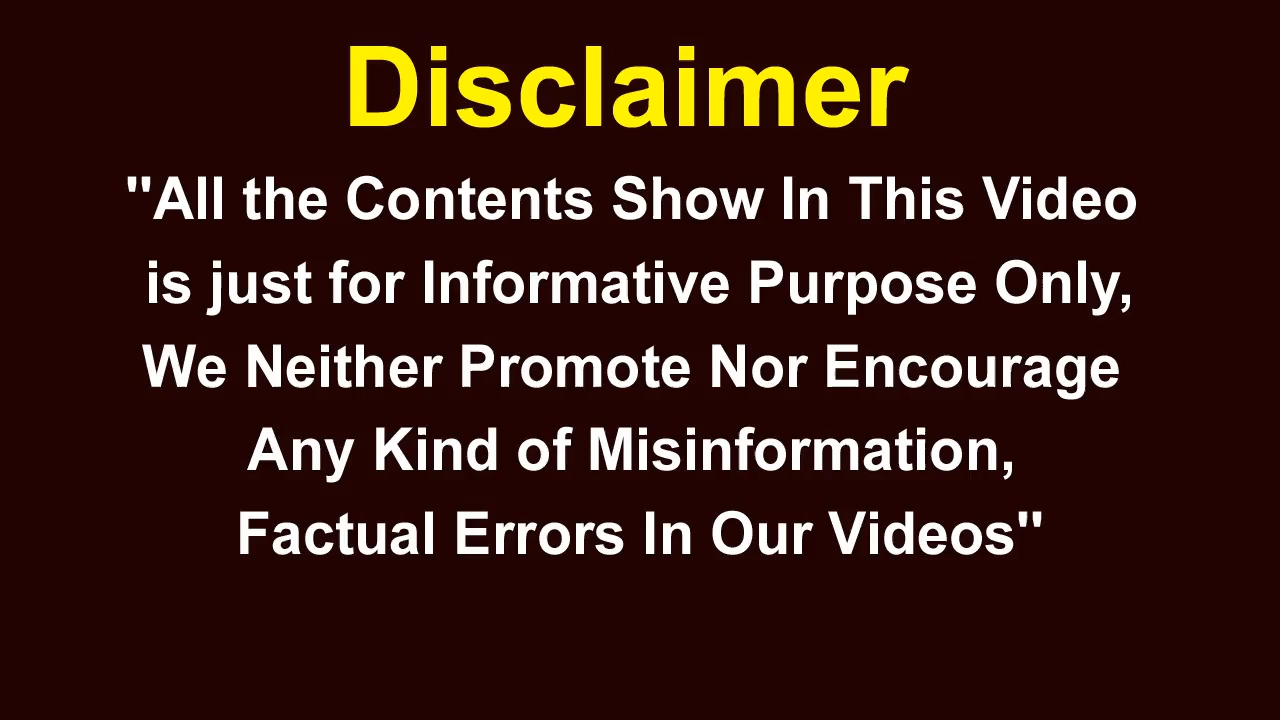 Disclaimer
"All the Contents Show In This Video
is just for Informative Purpose Only,
We Neither Promote Nor Encourage
Any Kind of Misinformation,
Factual Errors In Our Videos"